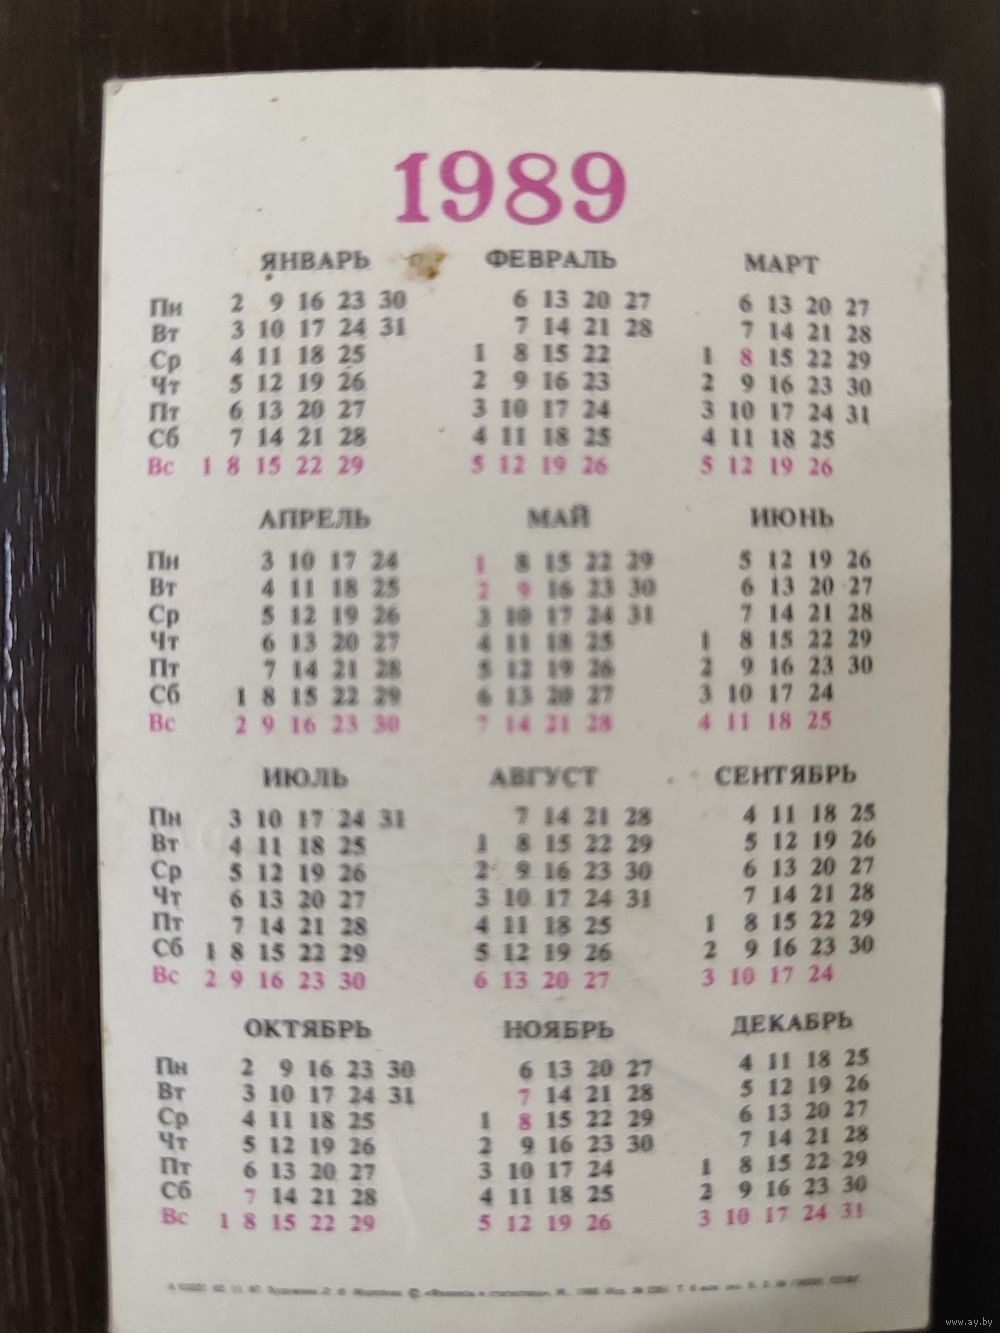 1989
ЯНВАРЬ ФЕВРАЛЬ МАРТ
Пн 2 9 16 23 30 6 13 20 27 6 13 20 27
Вт 3 10 17 24 31 7 14 21 28 7 14 21 28
Ср 4 11 18 25 1 8 15 22 1 8 15 22 29
Чт 5 12 19 26 2 9 16 23 2 9 16 23 30
Пт 6 13 20 27 3 10 17 24 3 10 17 24 31
Сб 7 14 21 28 4 11 18 25 4 11 18 25
Вс 1 8 15 22 29 5 12 19 26 5 12 19 26
АПРЕЛЬ МАЙ ИЮНЬ
Пн 3 10 17 24 1 8 15 22 29 5 12 19 26
Вт 4 11 18 25 2 9 16 23 30 6 13 20 27
Ср 5 12 19 26 3 10 17 24 31 7 14 21 28
Чт 6 13 20 27 4 11 18 25 1 8 15 22 29
Пт 7 14 21 28 5 12 19 26 2 9 16 23 30
Сб 1 8 15 22 29 6 13 20 27 3 10 17 24
Вс 2 9 16 23 30 7 14 21 28 4 11 18 25
ИЮЛЬ АВГУСТ СЕНТЯБРЬ
Пн 3 10 17 24 31 7 14 21 28 4 11 18 25
Вт 4 11 18 25 1 8 15 22 29 5 12 19 26
Ср 5 12 19 26 2 9 16 23 30 6 13 20 27
Чт 6 13 20 27 3 10 17 24 31 7 14 21 28
Пт 7 14 21 28 4 11 18 25 1 8 15 22 29
Сб 1 8 15 22 29 5 12 19 26 2 9 16 23 30
Вс 2 9 16 23 30 6 13 20 27 3 10 17 24
ОКТЯБРЬ НОЯБРЬ ДЕКАБРЬ
Пн 2 9 16 23 30 6 13 20 27 4 11 18 25
Вт 3 10 17 24 31 7 14 21 28 5 12 19 26
Ср 4 11 18 25 1 8 15 22 29 6 13 20 27
Чт 5 12 19 26 2 9 16 23 30 7 14 21 28
Пт 6 13 20 27 3 10 17 24 1 8 15 22 29
Сб 7 14 21 28 4 11 18 25 2 9 16 23 30
Вс 1 8 15 22 29 5 12 19 26 3 10 17 24 31
© «Финансы и статистика»
www.ay.by